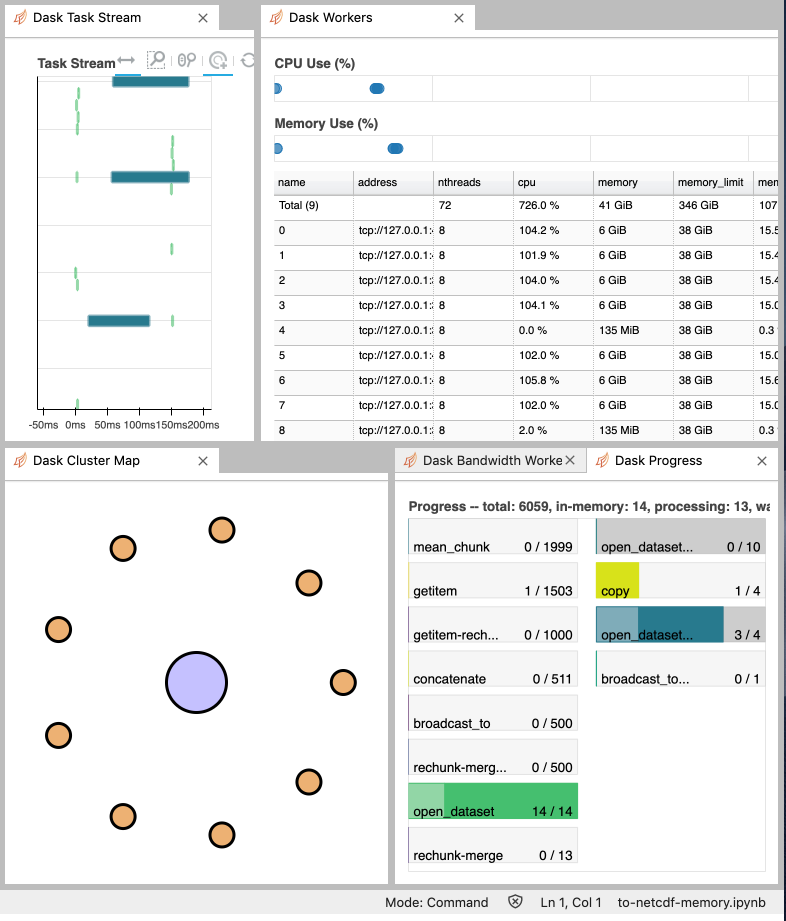 Dask Task Stream
Dask Workers
Task Stream
-50ms 0ms 50ms 100ms 150ms 200ms
CPU Use (%)
Memory Use (%)
name address nthreads cpu memory memory_limit mem
Total (9) 72 726.0 % 41 GiB 346 GiB 107
0 tcp://127.0.0.1: 8 104.2 % 6 GiB 38 GiB 15.5
1 tcp://127.0.0.1: 8 101.9 % 6 GiB 38 GiB 15.4
2 tcp://127.0.0.1: 8 104.0 % 6 GiB 38 GiB 15.4
3 tcp://127.0.0.1: 8 104.1 % 6 GiB 38 GiB 15.0
4 tcp://127.0.0.1: 8 0.0 % 135 MiB 38 GiB 0.3
5 tcp://127.0.0.1: 8 102.0 % 6 GiB 38 GiB 15.0
6 tcp://127.0.0.1: 8 105.8 % 6 GiB 38 GiB 15.6
7 tcp://127.0.0.1: 8 102.0 % 6 GiB 38 GiB 15.0
8 tcp://127.0.0.1: 8 2.0 % 135 MiB 38 GiB 0.3
Dask Cluster Map
Dask Bandwidth Worke
Dask Progress
Progress -- total: 6059, in-memory: 14, processing: 13, wa
mean_chunk 0 / 1999
getitem 1 / 1503
getitem-rech... 0 / 1000
concatenate 0 / 511
broadcast_to 0 / 500
rechunk-merg... 0 / 500
open_dataset 14 / 14
rechunk-merge 0 / 13
open_dataset... 0 / 10
copy 1 / 4
open_dataset... 3 / 4
broadcast_to... 0 / 1
Mode: Command Ln 1, Col 1 to-netcdf-memory.ipynb